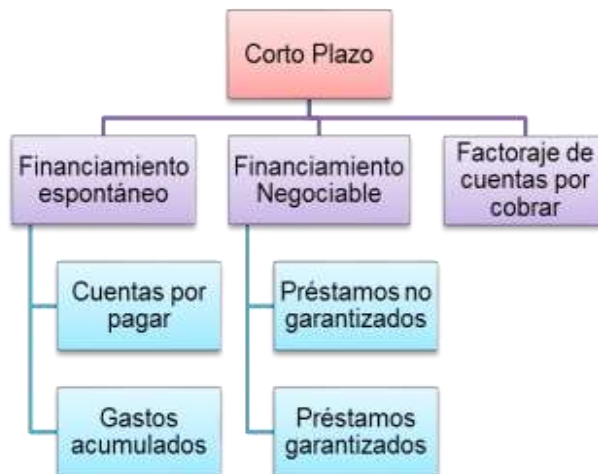 Corto Plazo
Financiamiento
espontáneo
Financiamiento
Negociable
Factoraje de
cuentas por
cobrar
Cuentas por
pagar
Préstamos no
garantizados
Gastos
acumulados
Préstamos
garantizados